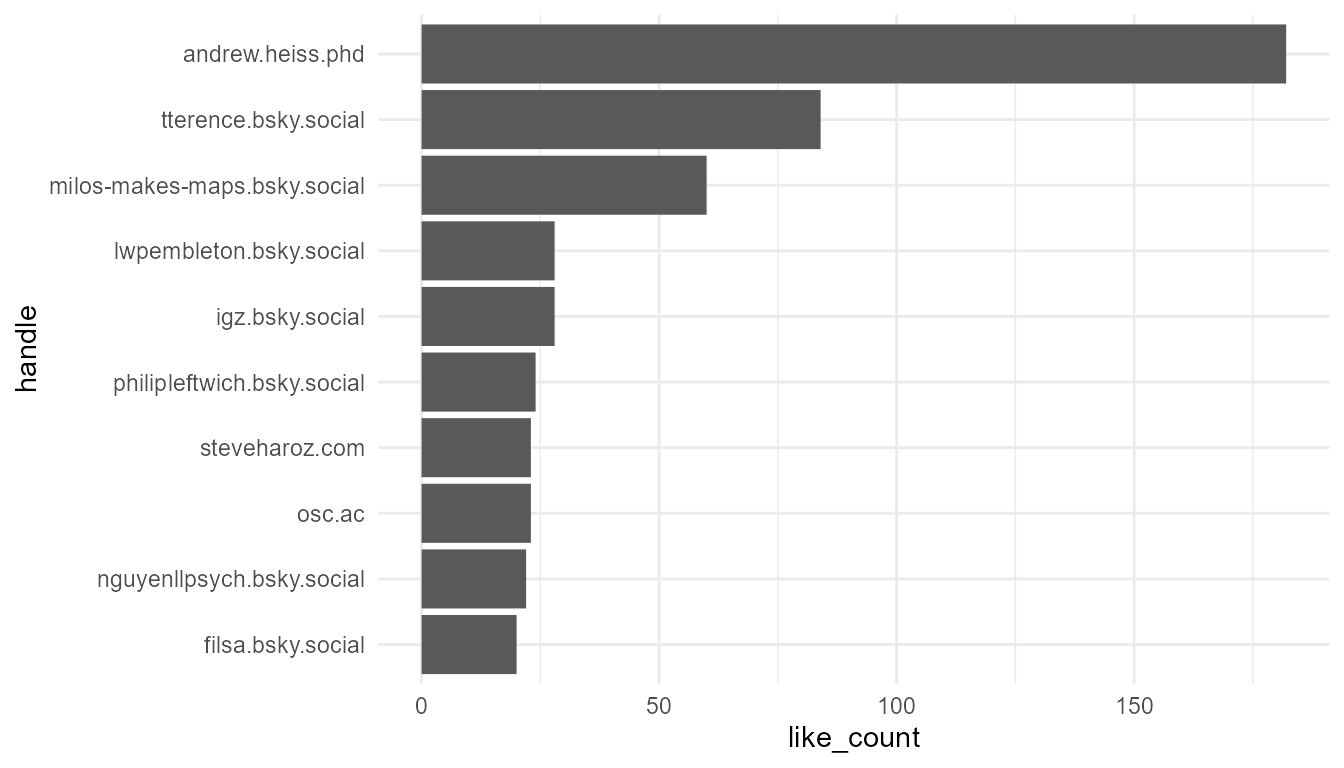 andrew.heiss.phd
tterence.bsky.social
milos-makes-maps.bsky.social
lwpembleton.bsky.social
igz.bsky.social
philipleftwich.bsky.social
steveharoz.com
osc.ac
nguyenllpsych.bsky.social
filsa.bsky.social
handle
0 50 100 150
like_count